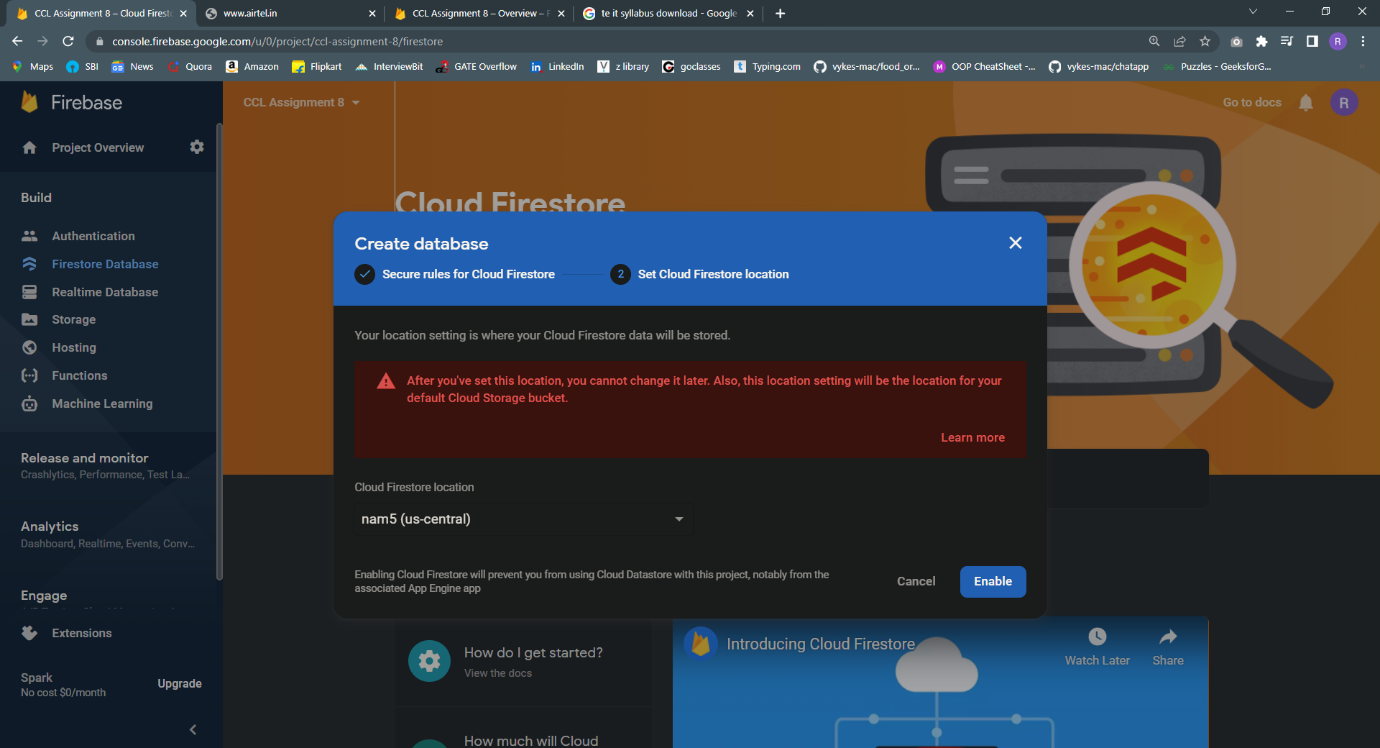 CCL Assignment 8 – Cloud Firest
www.airtel.in
CCL Assignment 8 – Overview – F
te it syllabus download - Google
console.firebase.google.com/u/0/project/ccl-assignment-8/firestore
R
Maps
SBI
News
Quora
Amazon
Flipkart
InterviewBit
GATE Overflow
LinkedIn
z library
goclasses
Typing.com
vykes-mac/food_or...
OOP CheatSheet -...
vykes-mac/chatapp
Puzzles - GeeksforG...
Firebase
CCL Assignment 8
Go to docs
R
Project Overview
Build
Authentication
Firestore Database
Realtime Database
Storage
Hosting
Functions
Machine Learning
Release and monitor
Crashlytics, Performance, Test La...
Analytics
Dashboard, Realtime, Events, Conv...
Engage
Extensions
Spark
No cost $0/month
Upgrade
Cloud Firestore
Create database
Secure rules for Cloud Firestore
2 Set Cloud Firestore location
Your location setting is where your Cloud Firestore data will be stored.
After you've set this location, you cannot change it later. Also, this location setting will be the location for your
default Cloud Storage bucket.
Learn more
Cloud Firestore location
nam5 (us-central)
Enabling Cloud Firestore will prevent you from using Cloud Datastore with this project, notably from the
associated App Engine app
Cancel
Enable
How do I get started?
View the docs
How much will Cloud
Introducing Cloud Firestore
Watch Later
Share